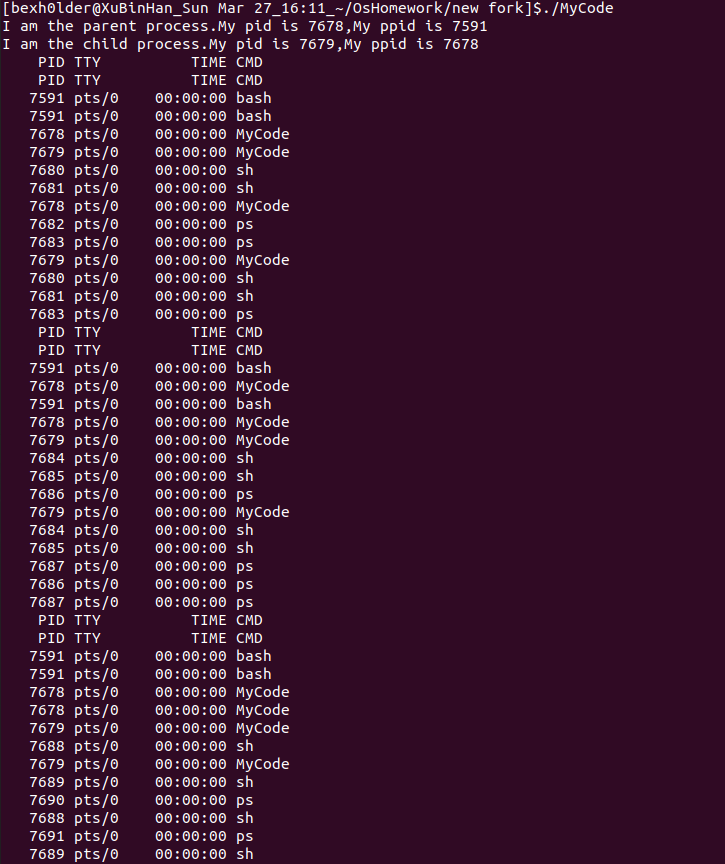 [bexh0lder@XuBinHan_Sun Mar 27_16:11_~/OsHomework/new fork]$./MyCode
I am the parent process.My pid is 7678,My ppid is 7591
I am the child process.My pid is 7679,My ppid is 7678
    PID TTY          TIME CMD
    PID TTY          TIME CMD
   7591 pts/0    00:00:00 bash
   7591 pts/0    00:00:00 bash
   7678 pts/0    00:00:00 MyCode
   7679 pts/0    00:00:00 MyCode
   7680 pts/0    00:00:00 sh
   7681 pts/0    00:00:00 sh
   7678 pts/0    00:00:00 MyCode
   7682 pts/0    00:00:00 ps
   7683 pts/0    00:00:00 ps
   7679 pts/0    00:00:00 MyCode
   7680 pts/0    00:00:00 sh
   7681 pts/0    00:00:00 sh
   7683 pts/0    00:00:00 ps
    PID TTY          TIME CMD
    PID TTY          TIME CMD
   7591 pts/0    00:00:00 bash
   7678 pts/0    00:00:00 MyCode
   7591 pts/0    00:00:00 bash
   7678 pts/0    00:00:00 MyCode
   7679 pts/0    00:00:00 MyCode
   7684 pts/0    00:00:00 sh
   7685 pts/0    00:00:00 sh
   7686 pts/0    00:00:00 ps
   7679 pts/0    00:00:00 MyCode
   7684 pts/0    00:00:00 sh
   7685 pts/0    00:00:00 sh
   7687 pts/0    00:00:00 ps
   7686 pts/0    00:00:00 ps
   7687 pts/0    00:00:00 ps
    PID TTY          TIME CMD
    PID TTY          TIME CMD
   7591 pts/0    00:00:00 bash
   7591 pts/0    00:00:00 bash
   7678 pts/0    00:00:00 MyCode
   7678 pts/0    00:00:00 MyCode
   7679 pts/0    00:00:00 MyCode
   7688 pts/0    00:00:00 sh
   7679 pts/0    00:00:00 MyCode
   7689 pts/0    00:00:00 sh
   7690 pts/0    00:00:00 ps
   7688 pts/0    00:00:00 sh
   7691 pts/0    00:00:00 ps
   7689 pts/0    00:00:00 sh